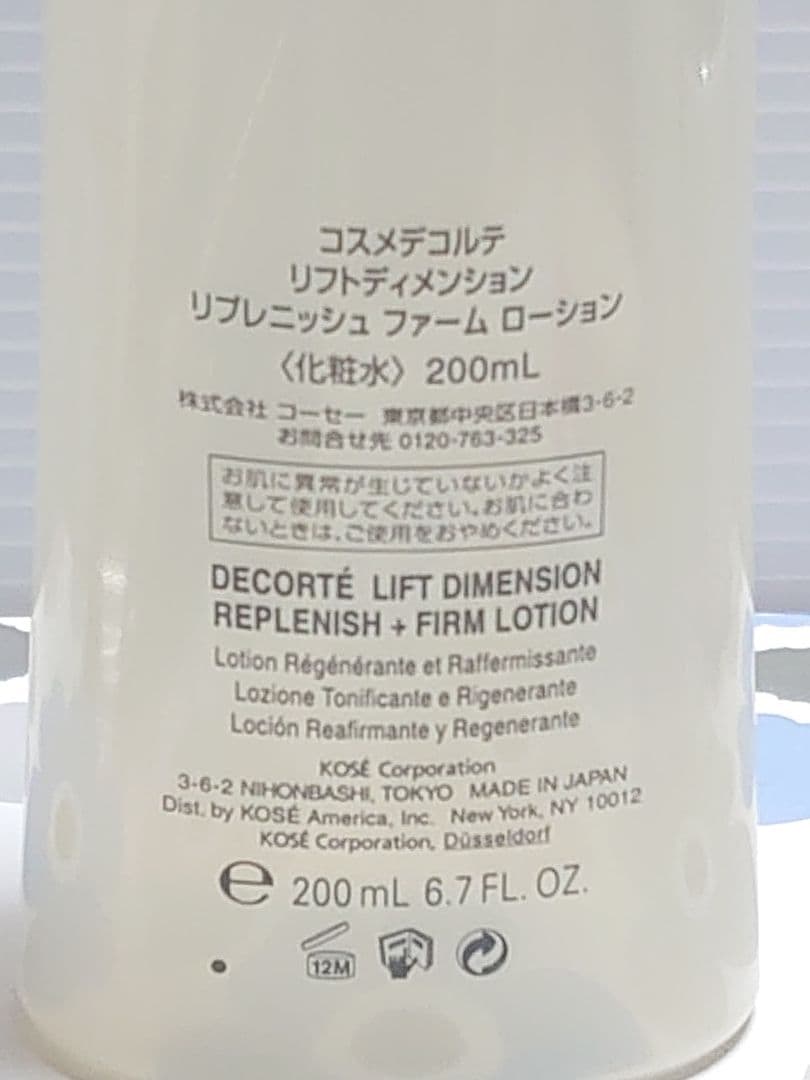 コスメデコルテ
リフトディメンション
リプレニッシュ ファーム ローション
〈化粧水〉 200mL
株式会社 コーセー 東京都中央区日本橋3-6-2
お問合せ先 0120-763-325
お肌に異常が生じていないかよく注
意して使用してください。お肌に合わ
ないときは、ご使用をおやめください。
DECORTÉ LIFT DIMENSION
REPLENISH + FIRM LOTION
Lotion Régénérante et Raffermissante
Lozione Tonificante e Rigenerante
Loción Reafirmante y Regenerante
KOSÉ Corporation
3-6-2 NIHONBASHI, TOKYO MADE IN JAPAN
Dist. by KOSÉ America, Inc. New York, NY 10012
KOSÉ Corporation, Düsseldorf
℮ 200 mL 6.7 FL. OZ.
12M